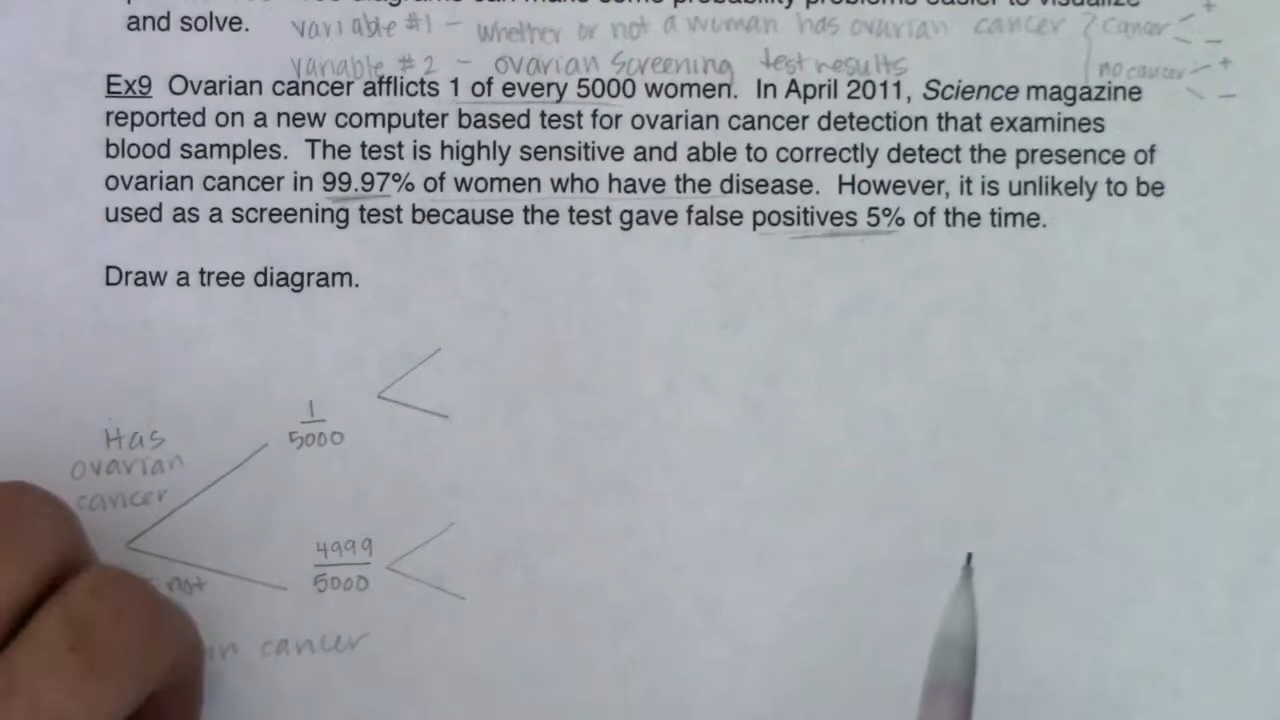 and solve. variable #1 - whether or not a woman has ovarian cancer cancer + -
variable #2 - ovarian screening test results no cancer + -
Ex9 Ovarian cancer afflicts 1 of every 5000 women. In April 2011, Science magazine
reported on a new computer based test for ovarian cancer detection that examines
blood samples. The test is highly sensitive and able to correctly detect the presence of
ovarian cancer in 99.97% of women who have the disease. However, it is unlikely to be
used as a screening test because the test gave false positives 5% of the time.
Draw a tree diagram.
Has
ovarian
cancer
1
5000
4999
5000
not
cancer